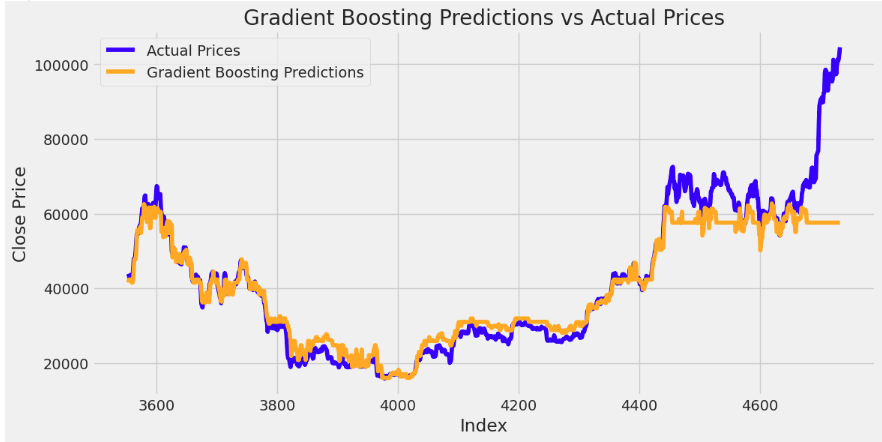 Gradient Boosting Predictions vs Actual Prices
Actual Prices
Gradient Boosting Predictions
100000
80000
60000
40000
20000
Close Price
3600 3800 4000 4200 4400 4600
Index